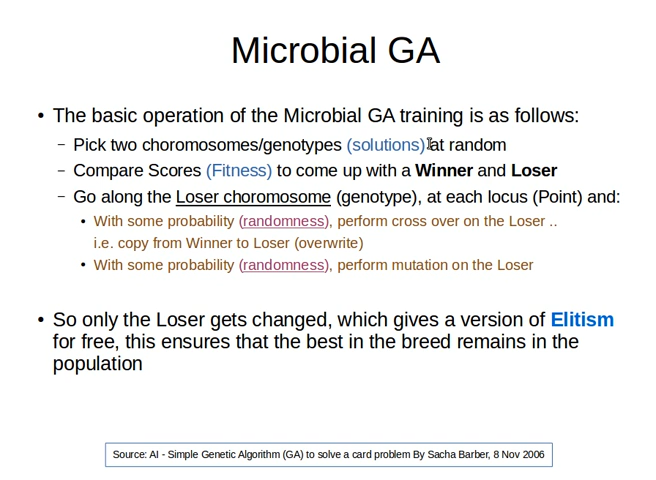 Microbial GA
• The basic operation of the Microbial GA training is as follows:
– Pick two choromosomes/genotypes (solutions) at random
– Compare Scores (Fitness) to come up with a Winner and Loser
– Go along the Loser choromosome (genotype), at each locus (Point) and:
• With some probability (randomness), perform cross over on the Loser ..
i.e. copy from Winner to Loser (overwrite)
• With some probability (randomness), perform mutation on the Loser
• So only the Loser gets changed, which gives a version of Elitism
for free, this ensures that the best in the breed remains in the
population
Source: AI - Simple Genetic Algorithm (GA) to solve a card problem By Sacha Barber, 8 Nov 2006